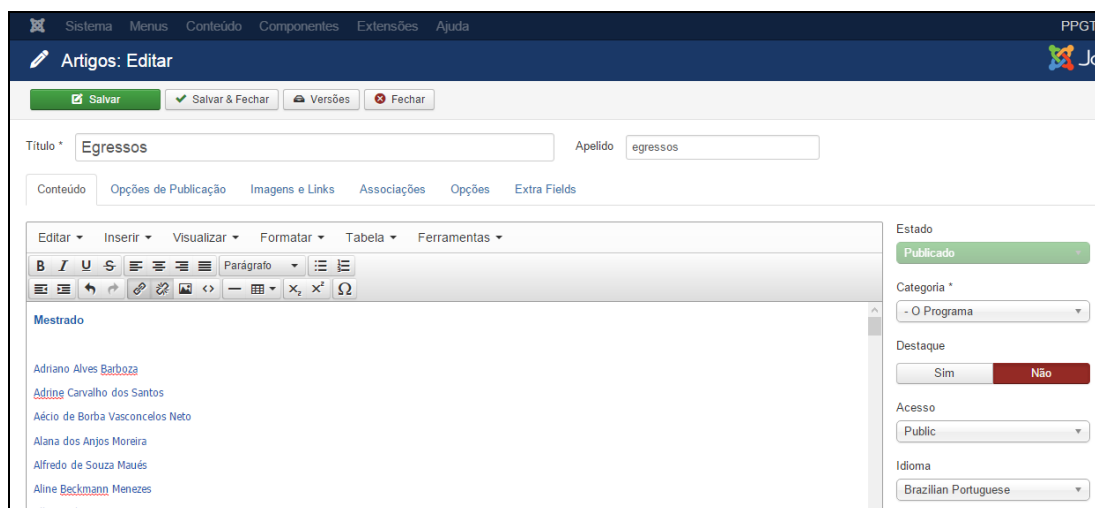 Sistema Menus Conteúdo Componentes Extensões Ajuda PPGT
Artigos: Editar Jo
Salvar Salvar & Fechar Versões Fechar
Título * Egressos Apelido egressos
Conteúdo Opções de Publicação Imagens e Links Associações Opções Extra Fields
Editar Inserir Visualizar Formatar Tabela Ferramentas
B I U S Parágrafo
X₂ X² Ω
Mestrado
Adriano Alves Barboza
Adrine Carvalho dos Santos
Aécio de Borba Vasconcelos Neto
Alana dos Anjos Moreira
Alfredo de Souza Maués
Aline Beckmann Menezes
Estado
Publicado
Categoria *
- O Programa
Destaque
Sim Não
Acesso
Public
Idioma
Brazilian Portuguese